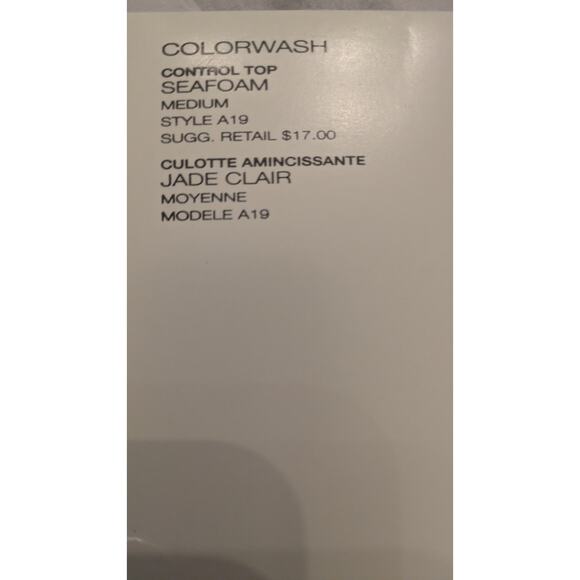 COLORWASH
CONTROL TOP
SEAFOAM
MEDIUM
STYLE A19
SUGG. RETAIL $17.00
CULOTTE AMINCISSANTE
JADE CLAIR
MOYENNE
MODELE A19